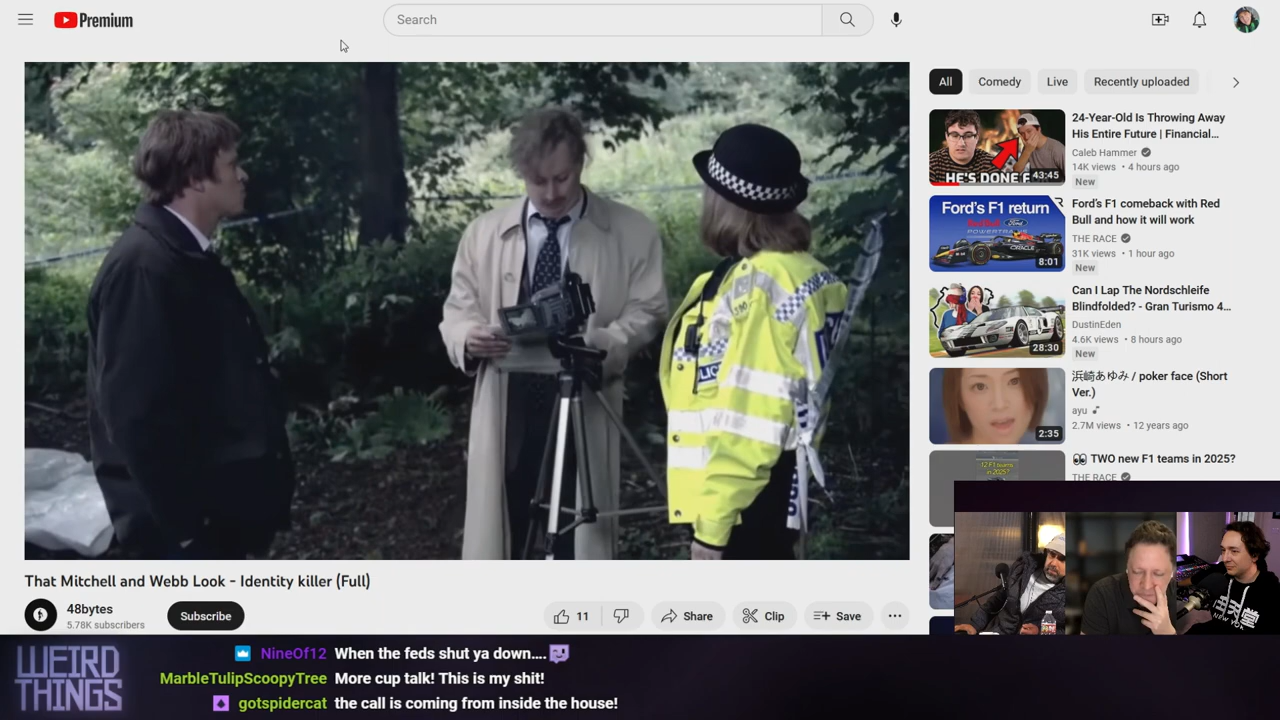 Premium
Search
All
Comedy
Live
Recently uploaded
24-Year-Old Is Throwing Away
His Entire Future | Financial...
Caleb Hammer
14K views • 4 hours ago
New
HE'S DONE F
43:45
Ford's F1 comeback with Red
Bull and how it will work
THE RACE
31K views • 1 hour ago
New
Ford's F1 return
8:01
Can I Lap The Nordschleife
Blindfolded? - Gran Turismo 4...
DustinEden
4.6K views • 8 hours ago
New
28:30
浜崎あゆみ / poker face (Short
Ver.)
ayu
2.7M views • 12 years ago
2:35
👀 TWO new F1 teams in 2025?
THE RACE
12 F1 teams
in 2025?
That Mitchell and Webb Look - Identity killer (Full)
48bytes
5.78K subscribers
Subscribe
11
Share
Clip
Save
WEIRD
THINGS
NineOf12 When the feds shut ya down....
MarbleTulipScoopyTree More cup talk! This is my shit!
gotspidercat the call is coming from inside the house!
NEW YORK